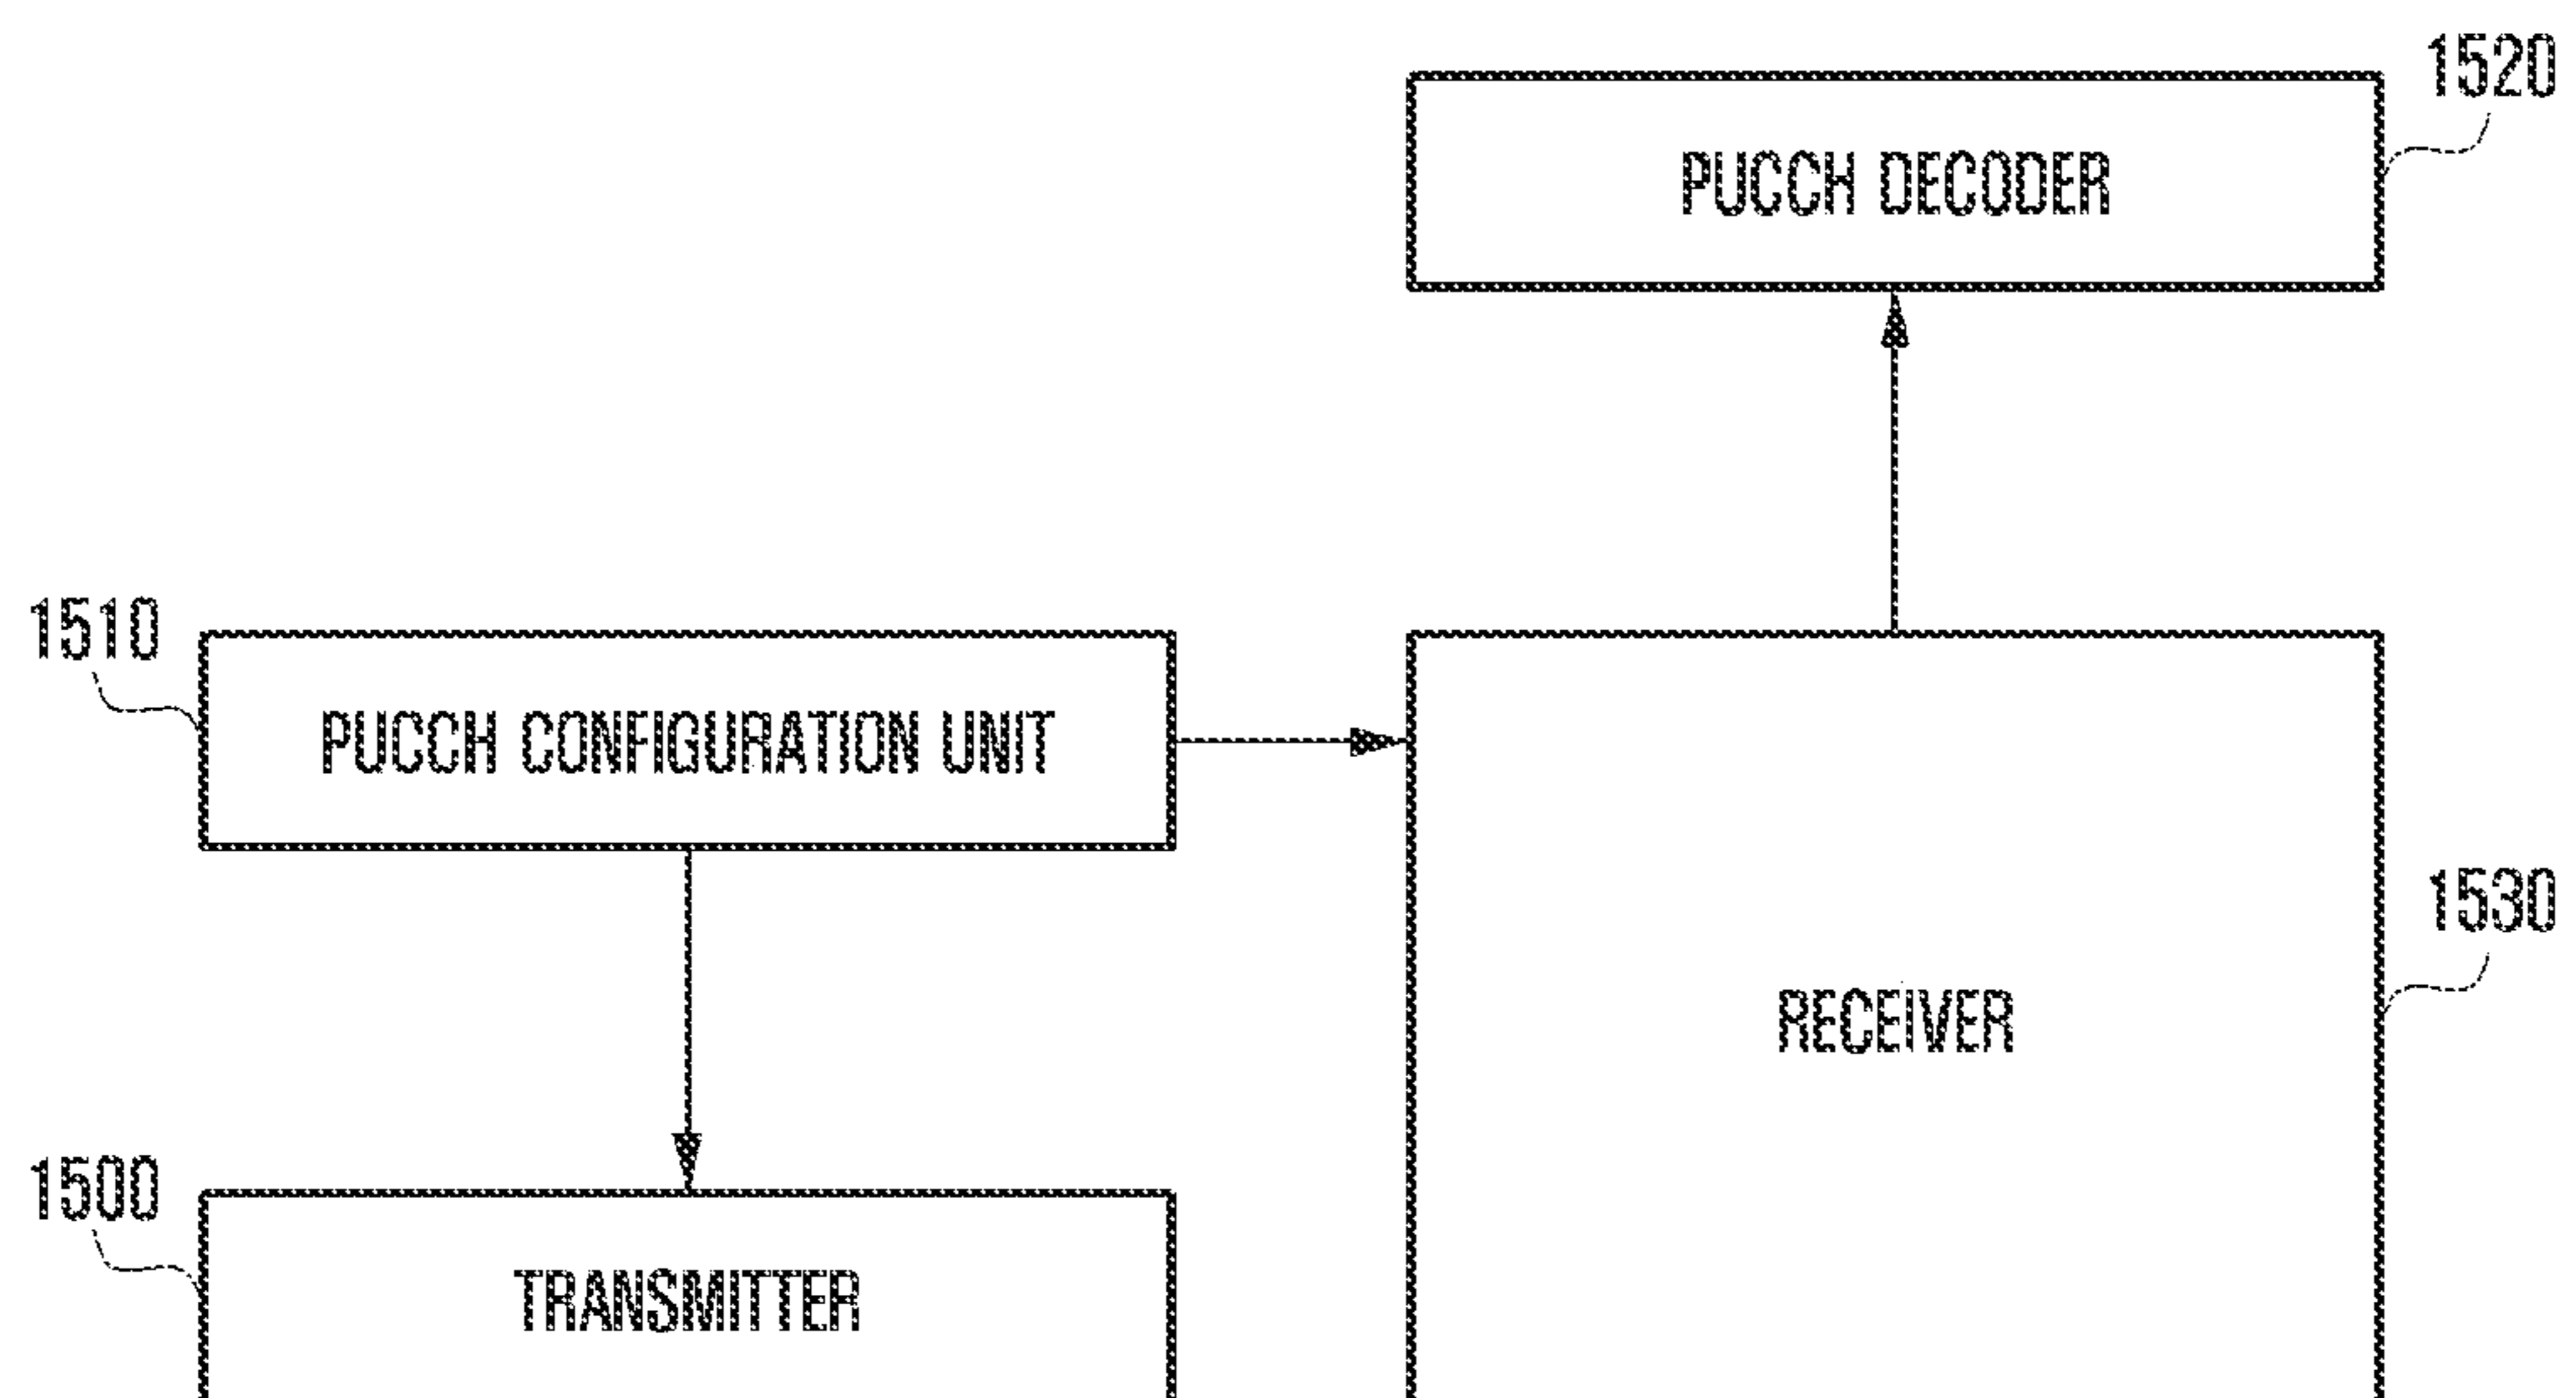 1520
PUCCH DECODER
1510
PUCCH CONFIGURATION UNIT
1530
RECEIVER
1500
TRANSMITTER